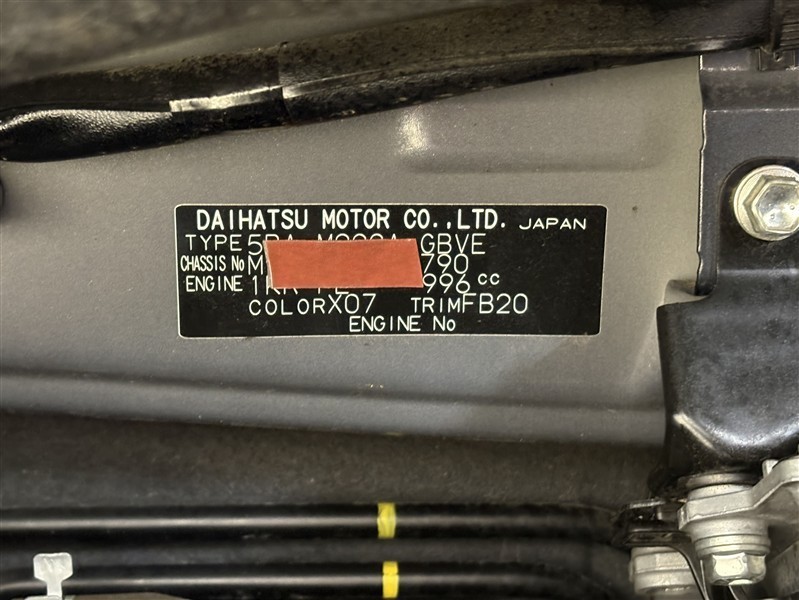 DAIHATSU MOTOR CO.,LTD. JAPAN
TYPE GBVE
CHASSIS No 790
ENGINE 996 cc
COLOR X07 TRIM FB20
ENGINE No